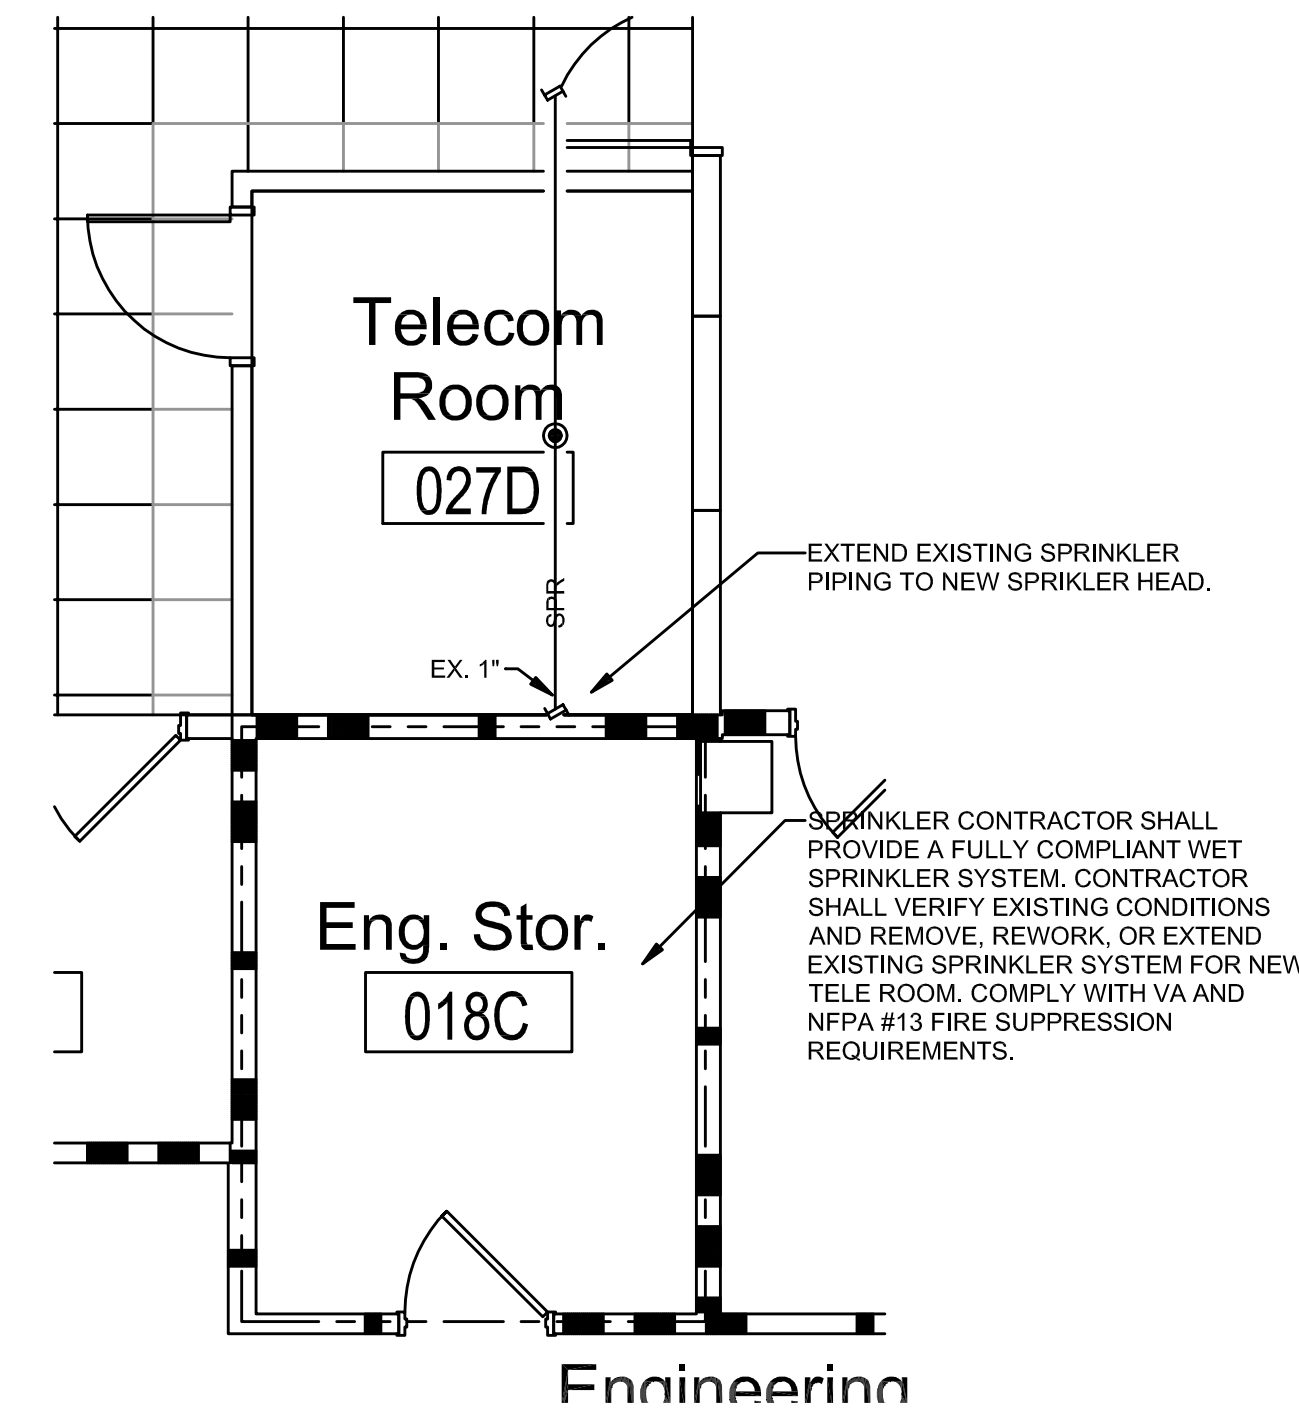 Telecom
Room
027D
EXTEND EXISTING SPRINKLER
PIPING TO NEW SPRIKLER HEAD.
SPR
EX. 1"
SPRINKLER CONTRACTOR SHALL
PROVIDE A FULLY COMPLIANT WET
SPRINKLER SYSTEM. CONTRACTOR
SHALL VERIFY EXISTING CONDITIONS
AND REMOVE, REWORK, OR EXTEND
EXISTING SPRINKLER SYSTEM FOR NEW
TELE ROOM. COMPLY WITH VA AND
NFPA #13 FIRE SUPPRESSION
REQUIREMENTS.
Eng. Stor.
018C
Engineering